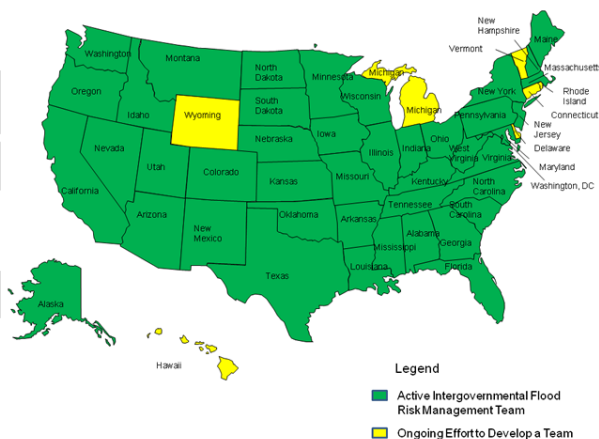 New
Hampshire
Vermont
Maine
Massachusetts
Rhode
Island
Connecticut
New
Jersey
Delaware
Maryland
Washington, DC
Washington
Montana
North
Dakota
Minnesota
Michigan
Wisconsin
Michigan
New York
Oregon
Idaho
Wyoming
South
Dakota
Pennsylvania
Iowa
Nebraska
Nevada
Utah
Colorado
Illinois
Indiana
Ohio
West
Virginia
Virginia
California
Kansas
Missouri
Kentucky
North
Carolina
Tennessee
Arizona
New
Mexico
Oklahoma
Arkansas
South
Carolina
Mississippi
Alabama
Georgia
Texas
Louisiana
Florida
Alaska
Hawaii
Legend
Active Intergovernmental Flood
Risk Management Team
Ongoing Effort to Develop a Team